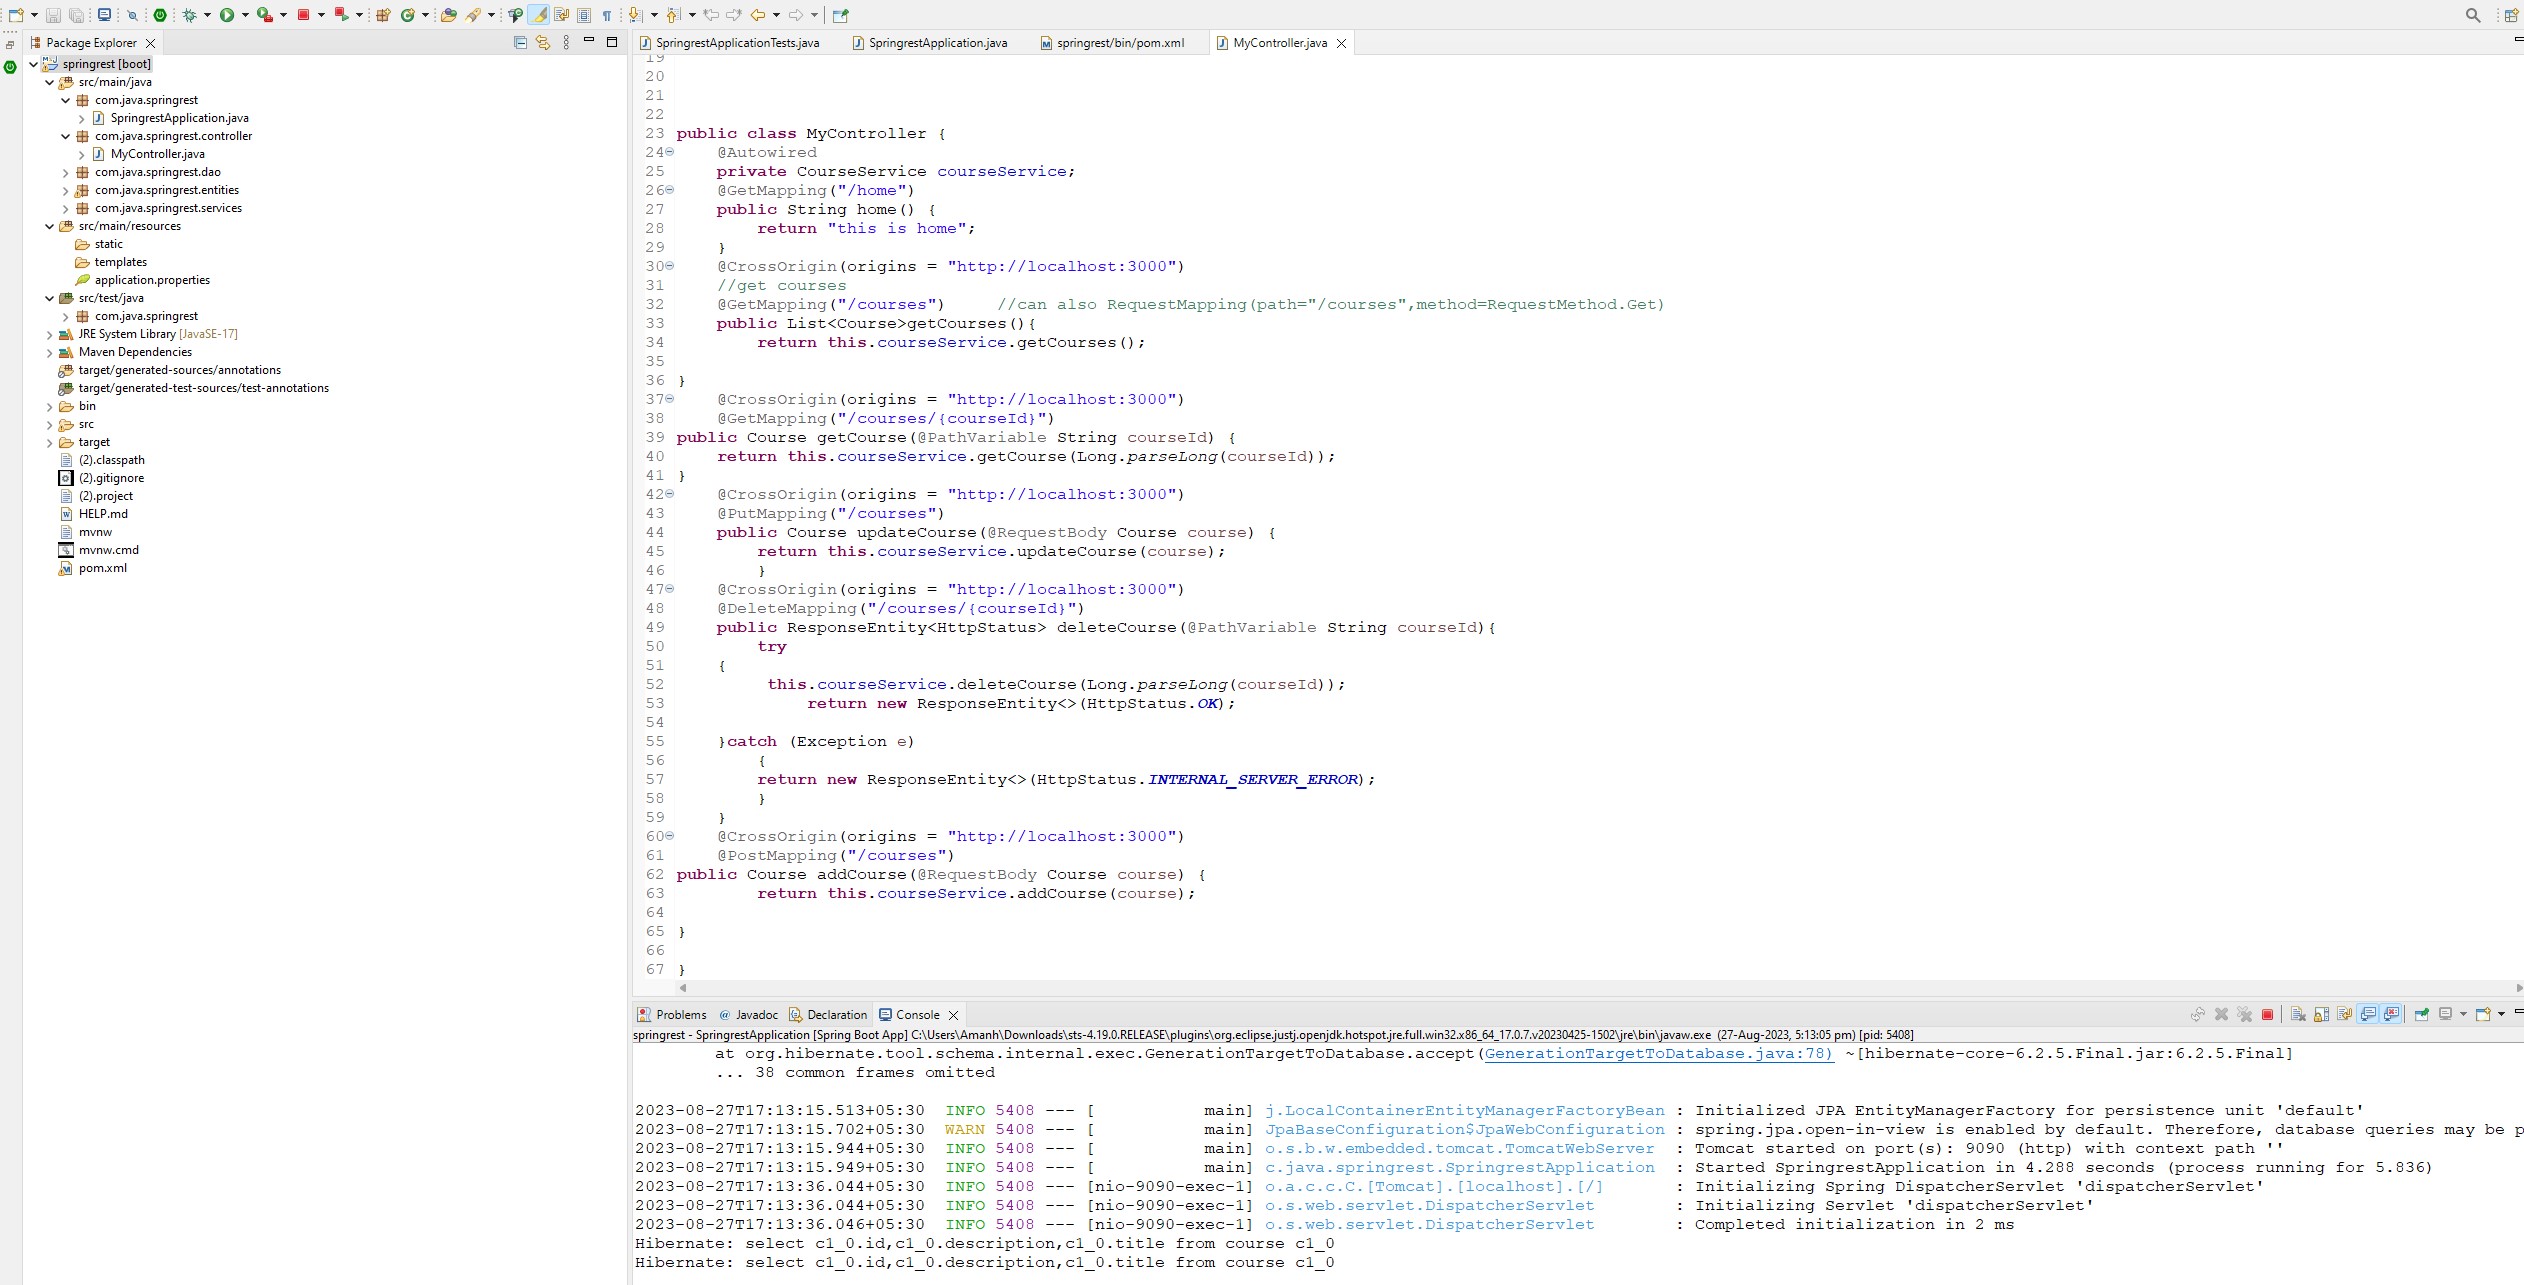 Package Explorer
springrest [boot]
src/main/java
com.java.springrest
SpringrestApplication.java
com.java.springrest.controller
MyController.java
com.java.springrest.dao
com.java.springrest.entities
com.java.springrest.services
src/main/resources
static
templates
application.properties
src/test/java
com.java.springrest
JRE System Library [JavaSE-17]
Maven Dependencies
target/generated-sources/annotations
target/generated-test-sources/test-annotations
bin
src
target
(2).classpath
(2).gitignore
(2).project
HELP.md
mvnw
mvnw.cmd
pom.xml
SpringrestApplicationTests.java SpringrestApplication.java springrest/bin/pom.xml MyController.java
19
20
21
22
23 public class MyController {
24 @Autowired
25 private CourseService courseService;
26 @GetMapping("/home")
27 public String home() {
28 return "this is home";
29 }
30 @CrossOrigin(origins = "http://localhost:3000")
31 //get courses
32 @GetMapping("/courses") //can also RequestMapping(path="/courses",method=RequestMethod.Get)
33 public List<Course>getCourses(){
34 return this.courseService.getCourses();
35
36 }
37 @CrossOrigin(origins = "http://localhost:3000")
38 @GetMapping("/courses/{courseId}")
39 public Course getCourse(@PathVariable String courseId) {
40 return this.courseService.getCourse(Long.parseLong(courseId));
41 }
42 @CrossOrigin(origins = "http://localhost:3000")
43 @PutMapping("/courses")
44 public Course updateCourse(@RequestBody Course course) {
45 return this.courseService.updateCourse(course);
46 }
47 @CrossOrigin(origins = "http://localhost:3000")
48 @DeleteMapping("/courses/{courseId}")
49 public ResponseEntity<HttpStatus> deleteCourse(@PathVariable String courseId){
50 try
51 {
52 this.courseService.deleteCourse(Long.parseLong(courseId));
53 return new ResponseEntity<>(HttpStatus.OK);
54
55 }catch (Exception e)
56 {
57 return new ResponseEntity<>(HttpStatus.INTERNAL_SERVER_ERROR);
58 }
59 }
60 @CrossOrigin(origins = "http://localhost:3000")
61 @PostMapping("/courses")
62 public Course addCourse(@RequestBody Course course) {
63 return this.courseService.addCourse(course);
64
65 }
66
67 }
Problems Javadoc Declaration Console
springrest - SpringrestApplication [Spring Boot App] C:\Users\Amanh\Downloads\sts-4.19.0.RELEASE\plugins\org.eclipse.justj.openjdk.hotspot.jre.full.win32.x86_64_17.0.7.v20230425-1502\jre\bin\javaw.exe (27-Aug-2023, 5:13:05 pm) [pid: 5408]
at org.hibernate.tool.schema.internal.exec.GenerationTargetToDatabase.accept(GenerationTargetToDatabase.java:78) ~[hibernate-core-6.2.5.Final.jar:6.2.5.Final]
... 38 common frames omitted
2023-08-27T17:13:15.513+05:30 INFO 5408 --- [ main] j.LocalContainerEntityManagerFactoryBean : Initialized JPA EntityManagerFactory for persistence unit 'default'
2023-08-27T17:13:15.702+05:30 WARN 5408 --- [ main] JpaBaseConfiguration$JpaWebConfiguration : spring.jpa.open-in-view is enabled by default. Therefore, database queries may be p
2023-08-27T17:13:15.944+05:30 INFO 5408 --- [ main] o.s.b.w.embedded.tomcat.TomcatWebServer : Tomcat started on port(s): 9090 (http) with context path ''
2023-08-27T17:13:15.949+05:30 INFO 5408 --- [ main] c.java.springrest.SpringrestApplication : Started SpringrestApplication in 4.288 seconds (process running for 5.836)
2023-08-27T17:13:36.044+05:30 INFO 5408 --- [nio-9090-exec-1] o.a.c.c.C.[Tomcat].[localhost].[/] : Initializing Spring DispatcherServlet 'dispatcherServlet'
2023-08-27T17:13:36.044+05:30 INFO 5408 --- [nio-9090-exec-1] o.s.web.servlet.DispatcherServlet : Initializing Servlet 'dispatcherServlet'
2023-08-27T17:13:36.046+05:30 INFO 5408 --- [nio-9090-exec-1] o.s.web.servlet.DispatcherServlet : Completed initialization in 2 ms
Hibernate: select c1_0.id,c1_0.description,c1_0.title from course c1_0
Hibernate: select c1_0.id,c1_0.description,c1_0.title from course c1_0